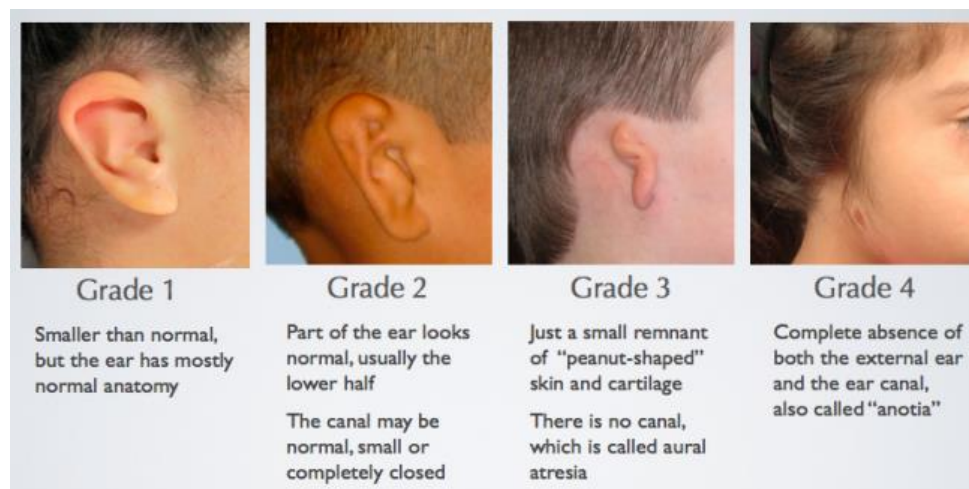 Grade 1
Smaller than normal,
but the ear has mostly
normal anatomy
Grade 2
Part of the ear looks
normal, usually the
lower half
The canal may be
normal, small or
completely closed
Grade 3
Just a small remnant
of "peanut-shaped"
skin and cartilage
There is no canal,
which is called aural
atresia
Grade 4
Complete absence of
both the external ear
and the ear canal,
also called "anotia"